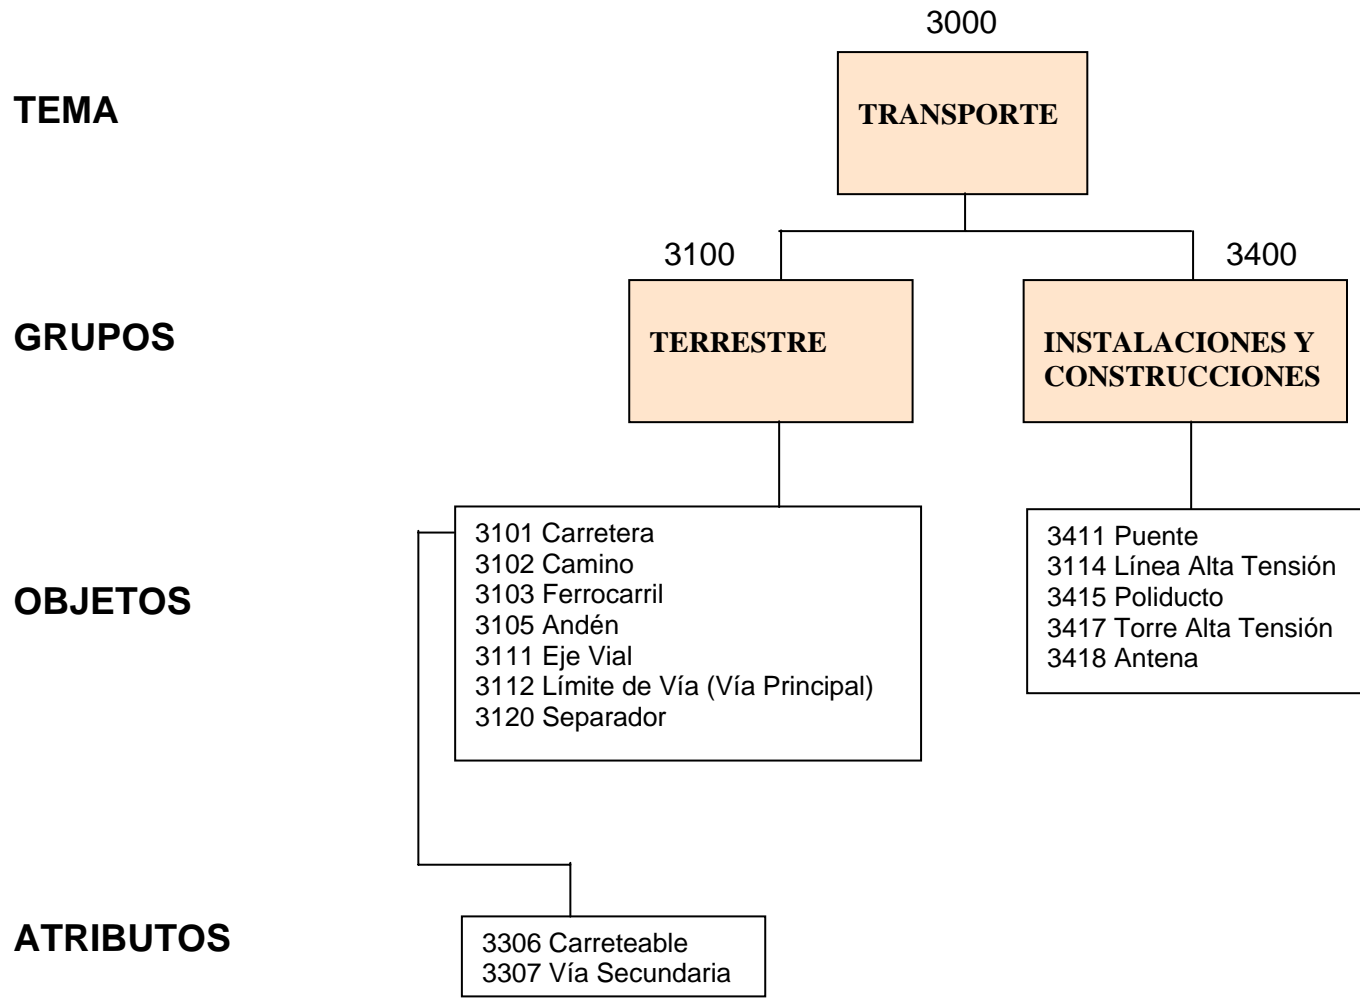 3000
TEMA
TRANSPORTE
3100
3400
GRUPOS
TERRESTRE
INSTALACIONES Y
CONSTRUCCIONES
OBJETOS
3101 Carretera
3102 Camino
3103 Ferrocarril
3105 Andén
3111 Eje Vial
3112 Límite de Vía (Vía Principal)
3120 Separador
3411 Puente
3114 Línea Alta Tensión
3415 Poliducto
3417 Torre Alta Tensión
3418 Antena
ATRIBUTOS
3306 Carreteable
3307 Vía Secundaria